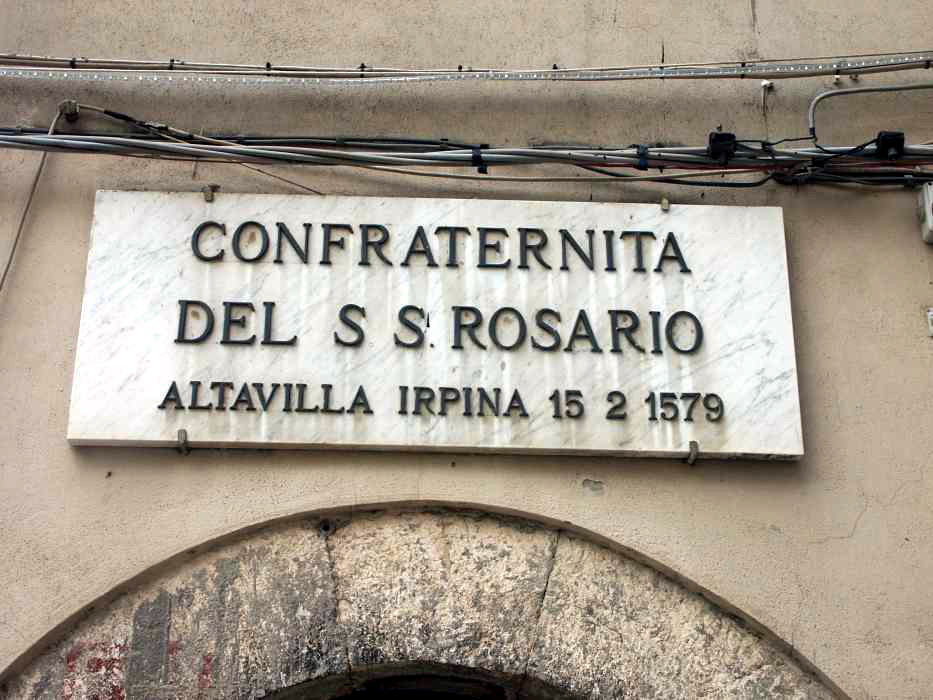 CONFRATERNITA
DEL S S. ROSARIO
ALTAVILLA IRPINA 15 2 1579